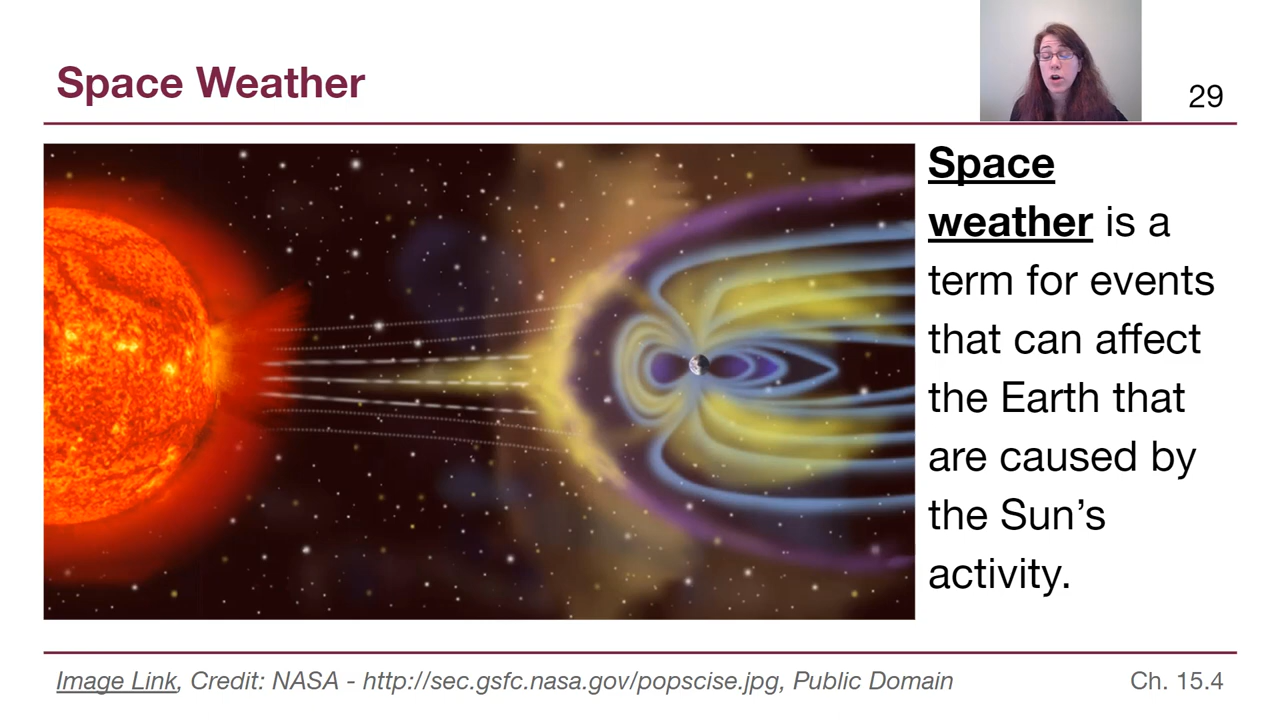 Space Weather
29
Space
weather is a
term for events
that can affect
the Earth that
are caused by
the Sun’s
activity.
Image Link, Credit: NASA - http://sec.gsfc.nasa.gov/popscise.jpg, Public Domain
Ch. 15.4